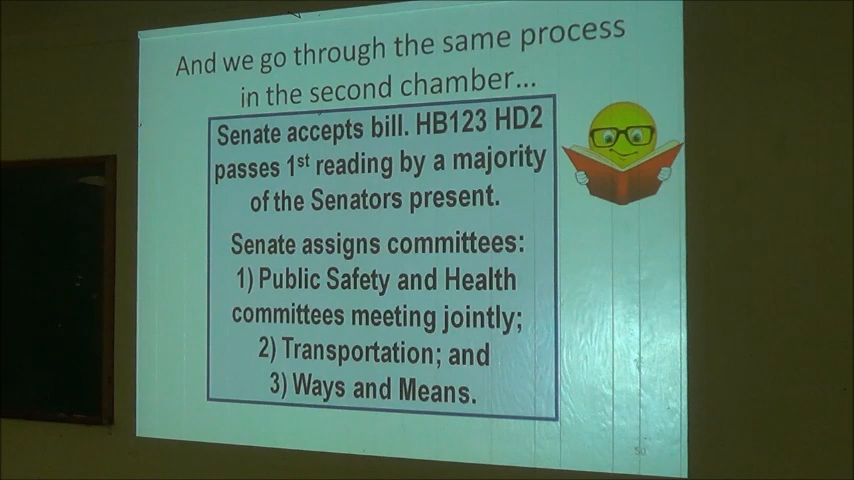 And we go through the same process
in the second chamber...
Senate accepts bill. HB123 HD2
passes 1st reading by a majority
of the Senators present.
Senate assigns committees:
1) Public Safety and Health
committees meeting jointly;
2) Transportation; and
3) Ways and Means.
50